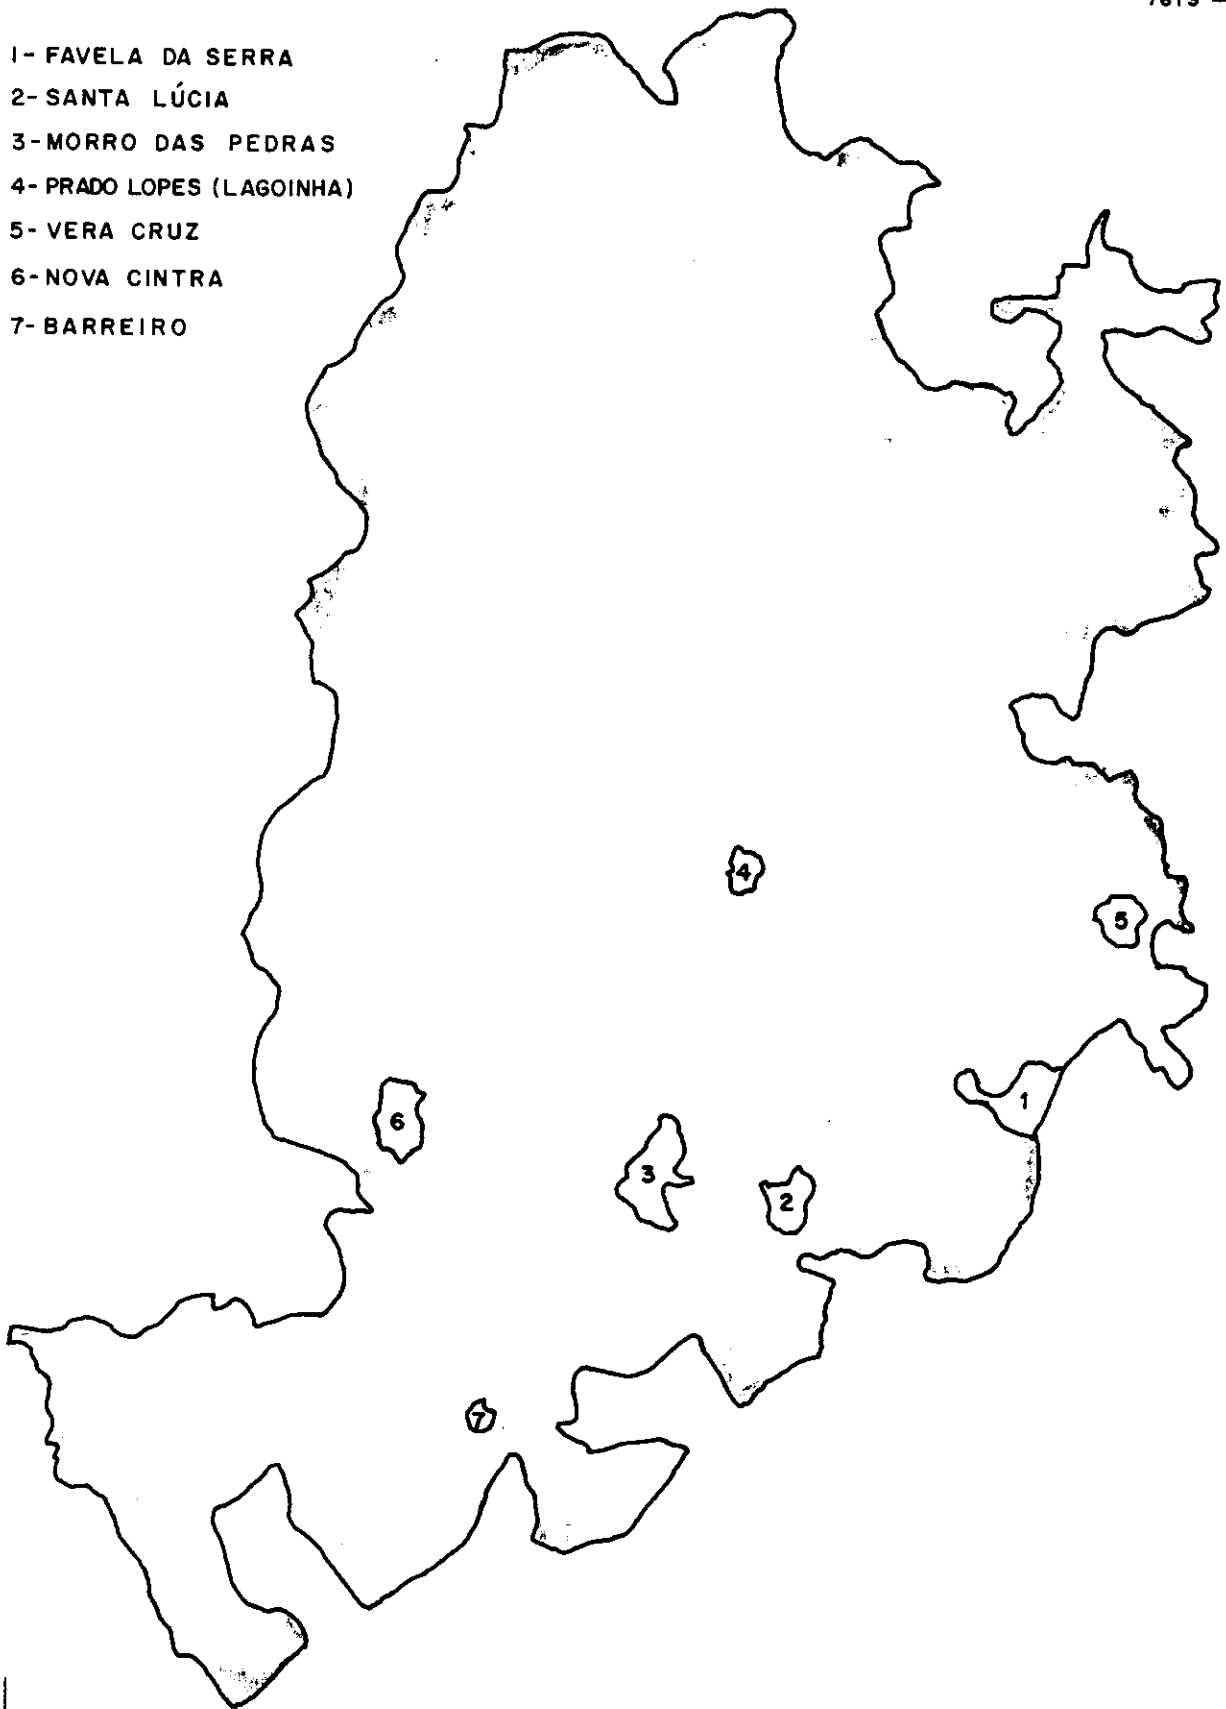 1- FAVELA DA SERRA
2- SANTA LÚCIA
3- MORRO DAS PEDRAS
4- PRADO LOPES (LAGOINHA)
5- VERA CRUZ
6- NOVA CINTRA
7- BARREIRO
4
5
1
6
3
2
7